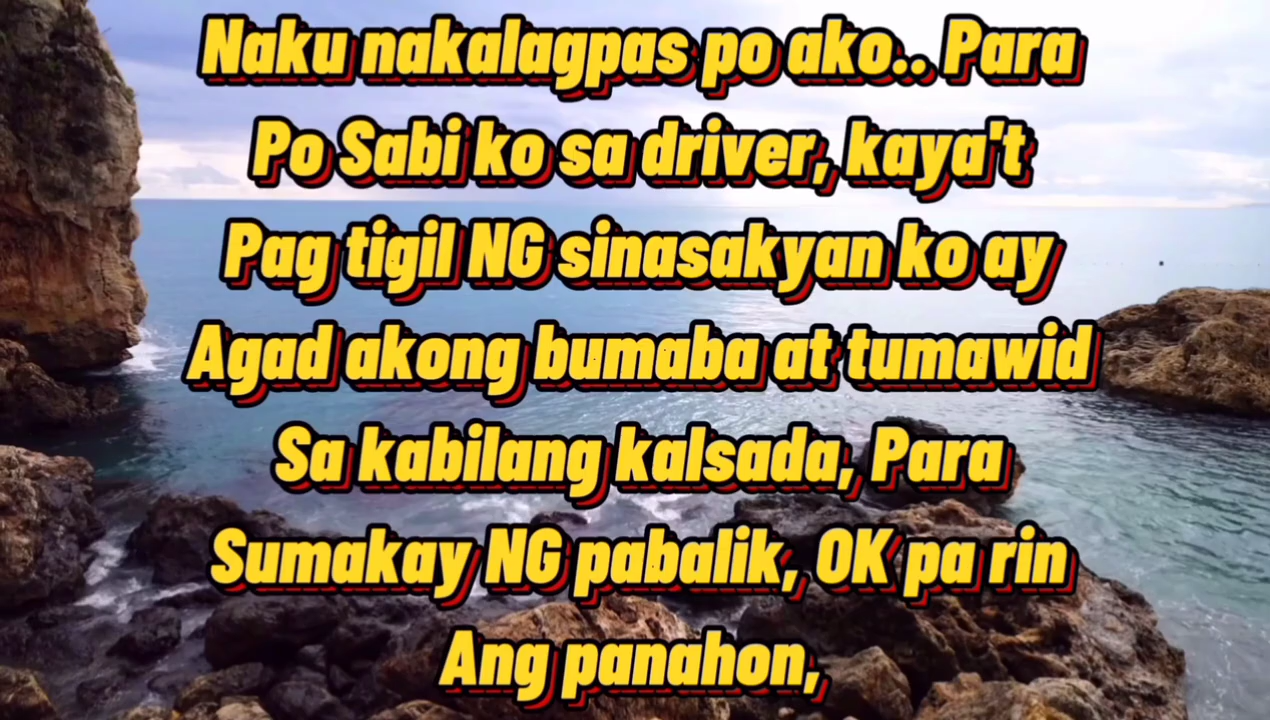 Naku nakalagpas po ako.. Para
Po Sabi ko sa driver, kaya't
Pag tigil NG sinasakyan ko ay
Agad akong bumaba at tumawid
Sa kabilang kalsada, Para
Sumakay NG pabalik, OK pa rin
Ang panahon,